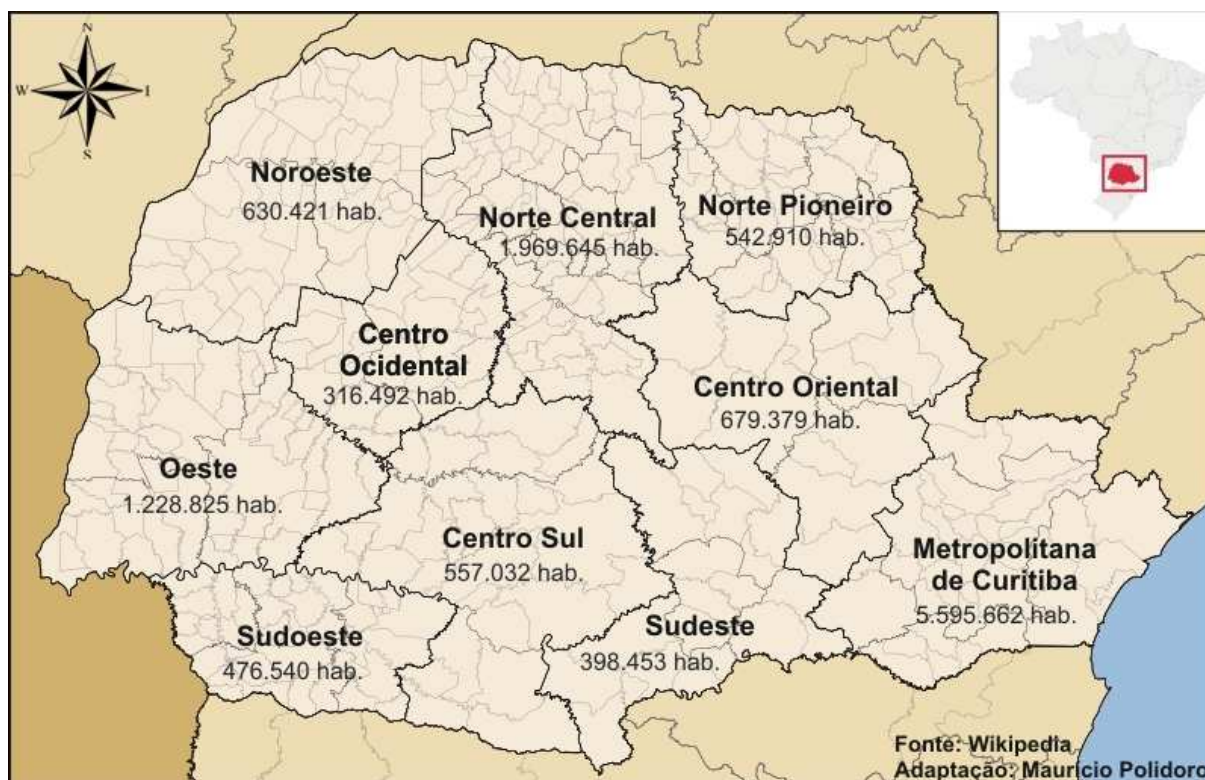 N
W
I
S
Noroeste
630.421 hab.
Norte Central
1.969.645 hab.
Norte Pioneiro
542.910 hab.
Centro
Ocidental
316.492 hab.
Centro Oriental
679.379 hab.
Oeste
1.228.825 hab.
Centro Sul
557.032 hab.
Metropolitana
de Curitiba
5.595.662 hab.
Sudoeste
476.540 hab.
Sudeste
398.453 hab.
Fonte: Wikipedia
Adaptação: Maurício Polidoro